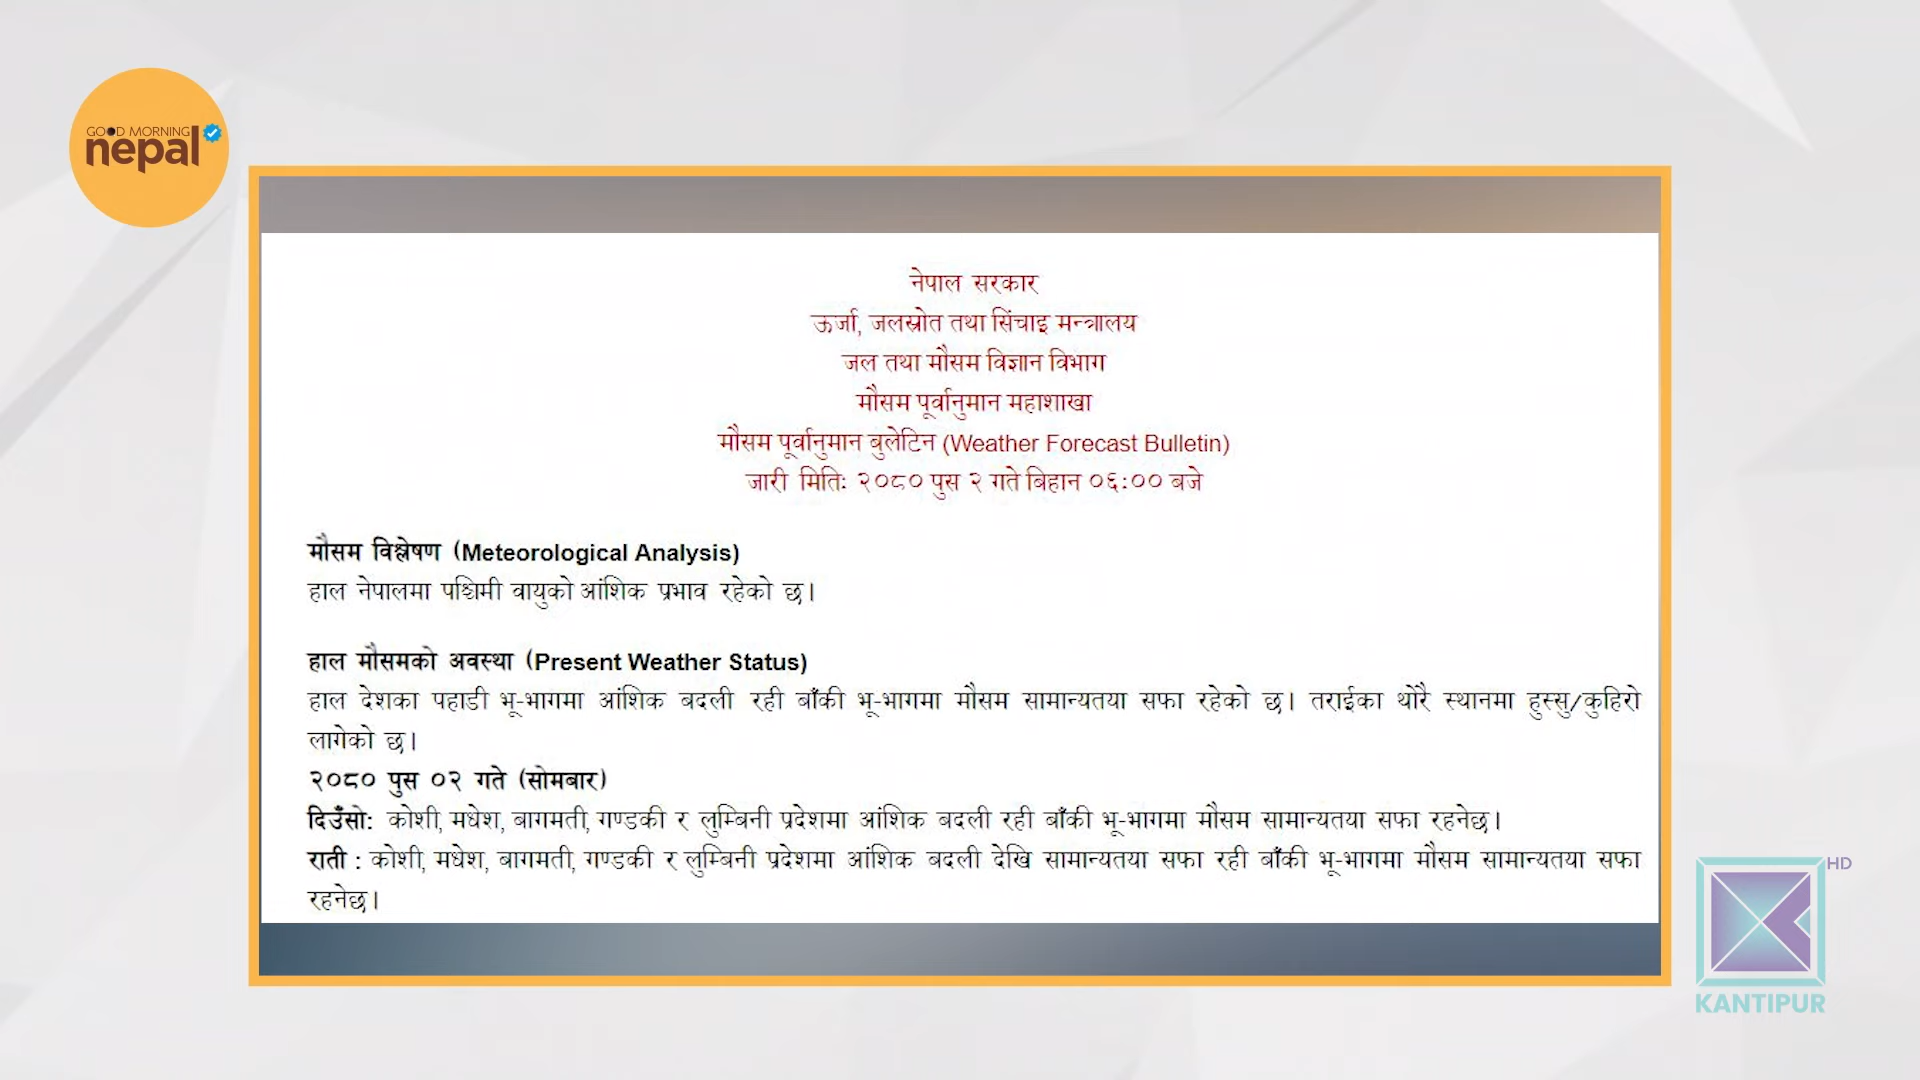 GOOD MORNING
nepal
नेपाल सरकार
ऊर्जा, जलस्रोत तथा सिंचाइ मन्त्रालय
जल तथा मौसम विज्ञान विभाग
मौसम पूर्वानुमान महाशाखा
मौसम पूर्वानुमान बुलेटिन (Weather Forecast Bulletin)
जारी मितिः २०८० पुस २ गते बिहान ०६:०० बजे
मौसम विश्लेषण (Meteorological Analysis)
हाल नेपालमा पश्चिमी वायुको आंशिक प्रभाव रहेको छ।
हाल मौसमको अवस्था (Present Weather Status)
हाल देशका पहाडी भू-भागमा आंशिक बदली रही बाँकी भू-भागमा मौसम सामान्यतया सफा रहेको छ। तराईका थोरै स्थानमा हुस्सु/कुहिरो
लागेको छ।
२०८० पुस ०२ गते (सोमबार)
दिउँसो: कोशी, मधेश, बागमती, गण्डकी र लुम्बिनी प्रदेशमा आंशिक बदली रही बाँकी भू-भागमा मौसम सामान्यतया सफा रहनेछ।
राती : कोशी, मधेश, बागमती, गण्डकी र लुम्बिनी प्रदेशमा आंशिक बदली देखि सामान्यतया सफा रही बाँकी भू-भागमा मौसम सामान्यतया सफा
रहनेछ।
HD
KANTIPUR